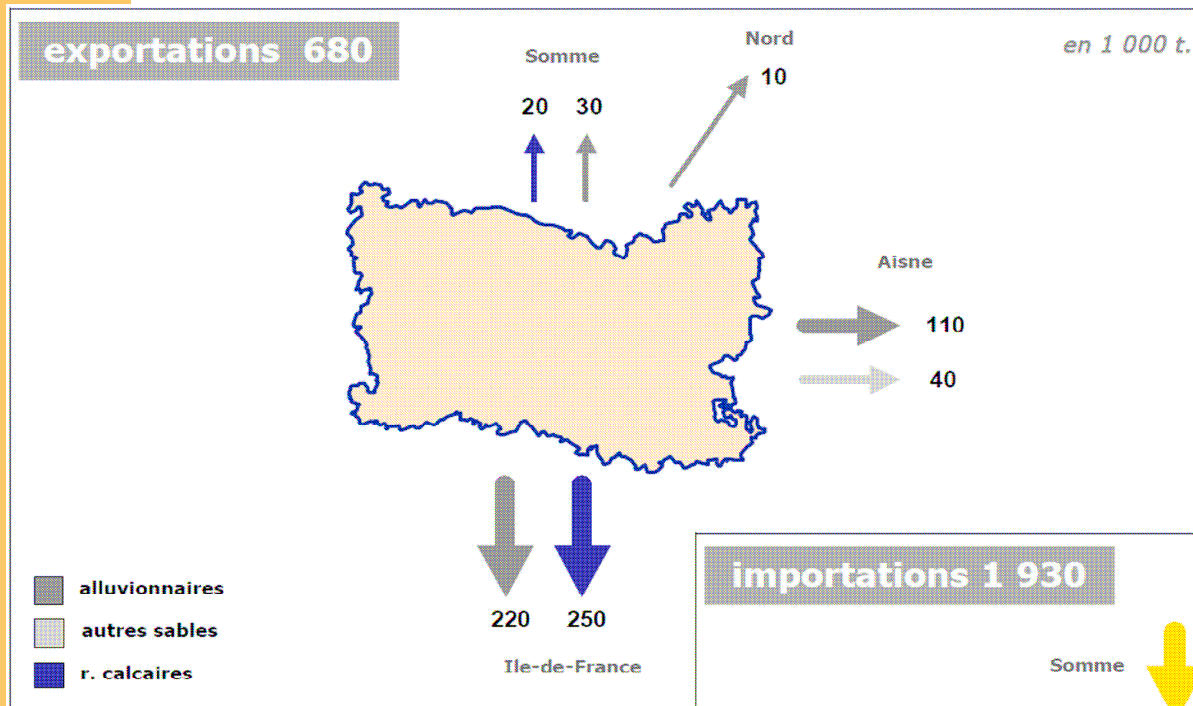 exportations 680
en 1 000 t.
Somme
20 30
Nord
10
Aisne
110
40
220 250
Ile-de-France
alluvionnaires
autres sables
r. calcaires
importations 1 930
Somme